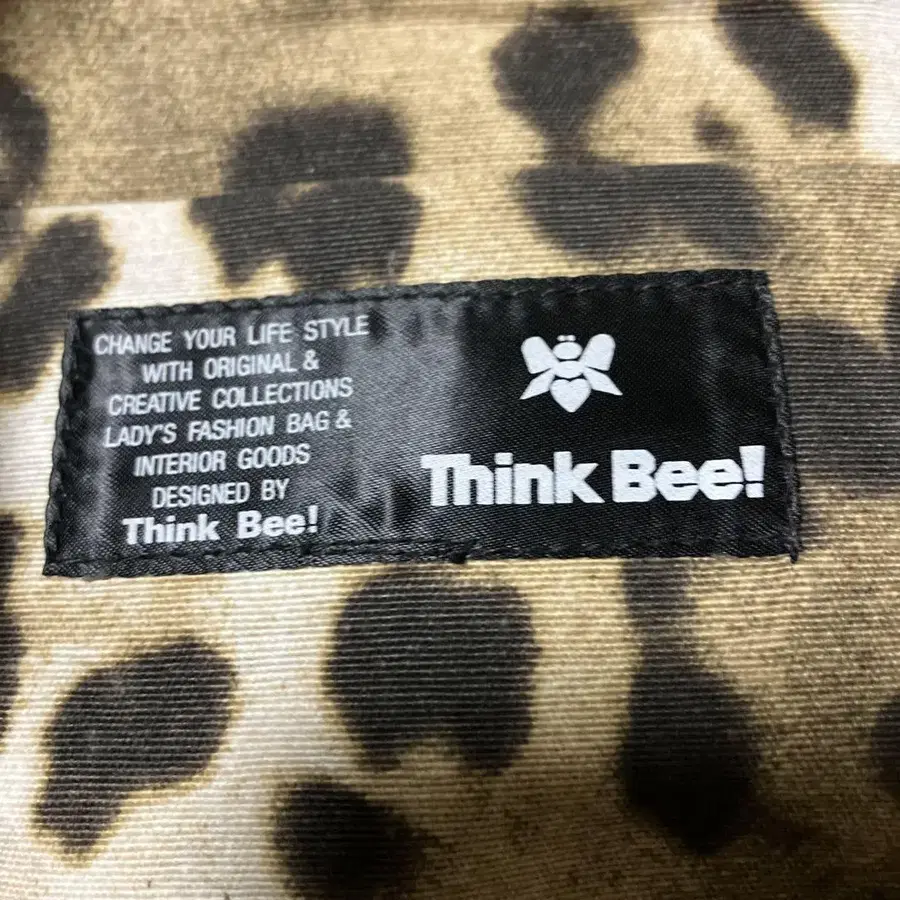 CHANGE YOUR LIFE STYLE
WITH ORIGINAL &
CREATIVE COLLECTIONS
LADY'S FASHION BAG &
INTERIOR GOODS
DESIGNED BY
Think Bee!
Think Bee!